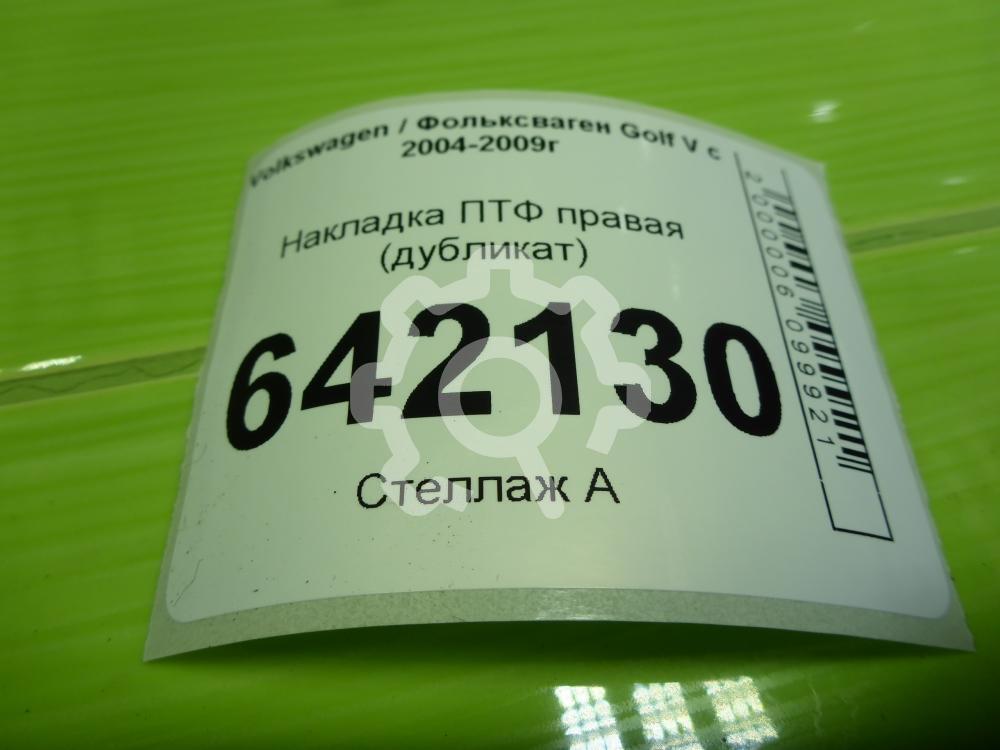 Volkswagen / Фольксваген Golf V с
2004-2009г
Накладка ПТФ правая
(дубликат)
642130
Стеллаж А
2000006099921